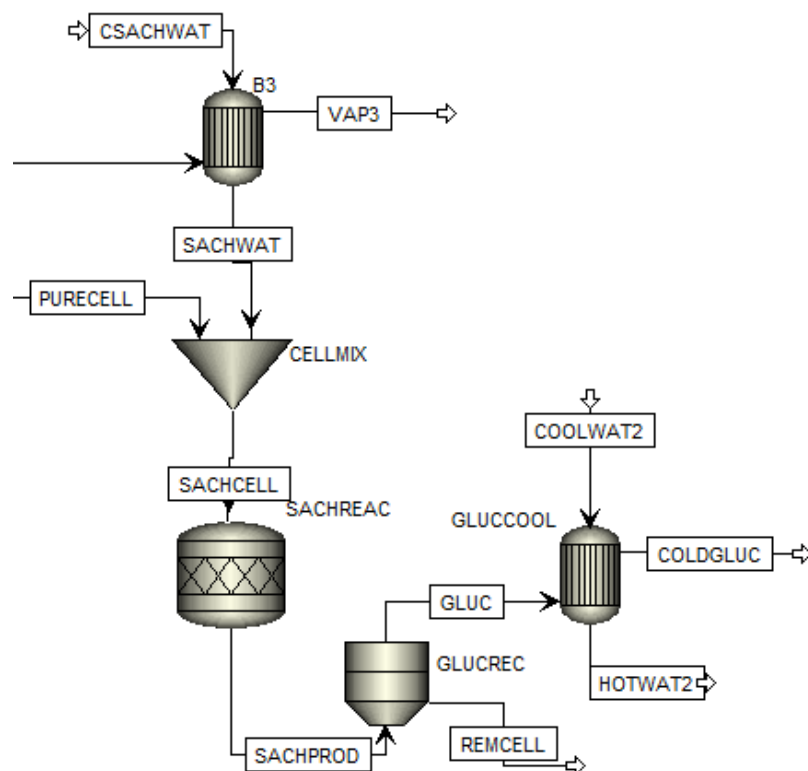 CSACHWAT
B3
VAP3
SACHWAT
PURECELL
CELLMIX
COOLWAT2
SACHCELL
SACHREAC
GLUCCOOL
COLDGLUC
GLUC
GLUCREC
HOTWAT2
REMCELL
SACHPROD